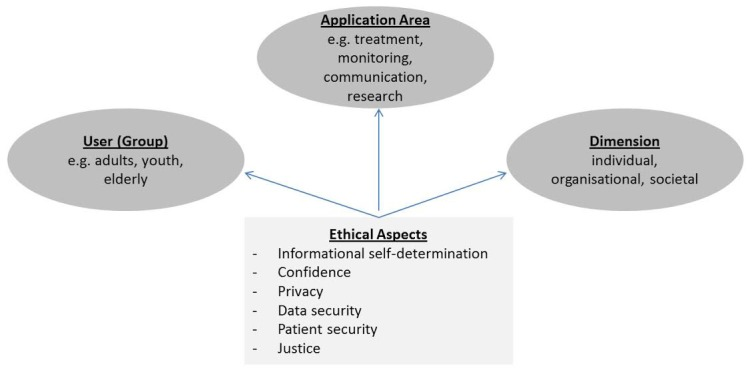 Application Area
e.g. treatment,
monitoring,
communication,
research
User (Group)
e.g. adults, youth,
elderly
Dimension
individual,
organisational, societal
Ethical Aspects
- Informational self-determination
- Confidence
- Privacy
- Data security
- Patient security
- Justice